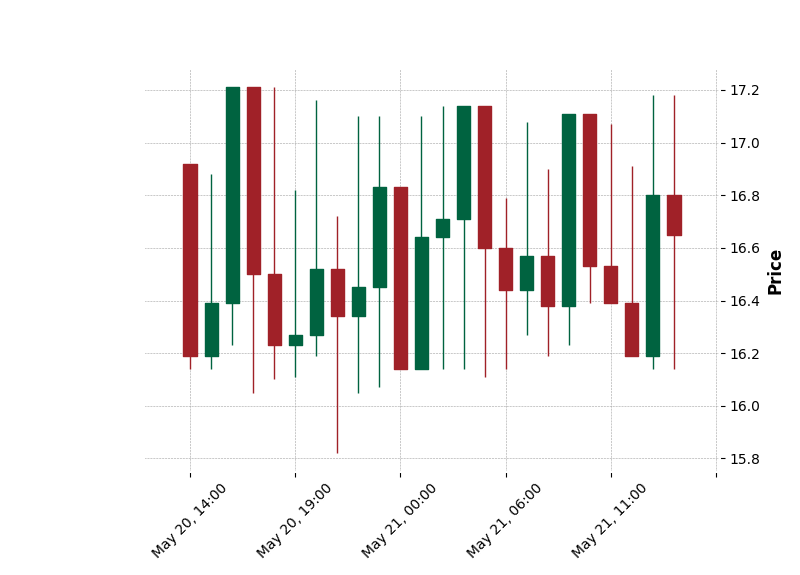 17.2
17.0
16.8
16.6
16.4
16.2
16.0
15.8
Price
May 20, 14:00
May 20, 19:00
May 21, 00:00
May 21, 06:00
May 21, 11:00